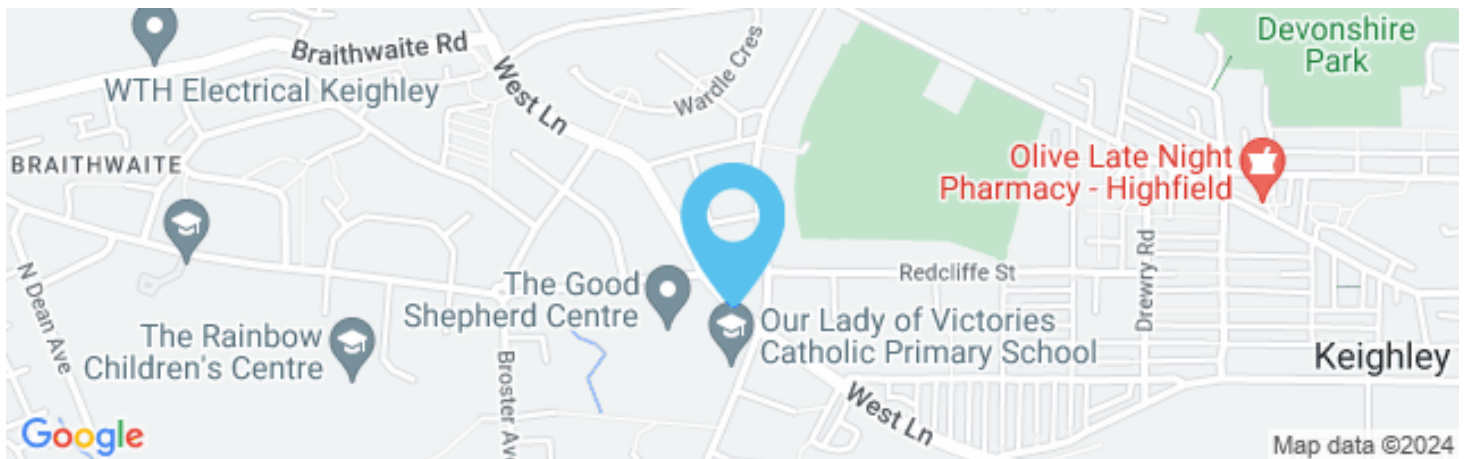 Devonshire
Park
Braithwaite Rd
WTH Electrical Keighley
West Ln
Wardle Cres
BRAITHWAITE
Olive Late Night
Pharmacy - Highfield
N Dean Ave
The Good
Shepherd Centre
Redcliffe St
Drewry Rd
The Rainbow
Children's Centre
Our Lady of Victories
Catholic Primary School
Keighley
Broster Av
West Ln
Google
Map data ©2024